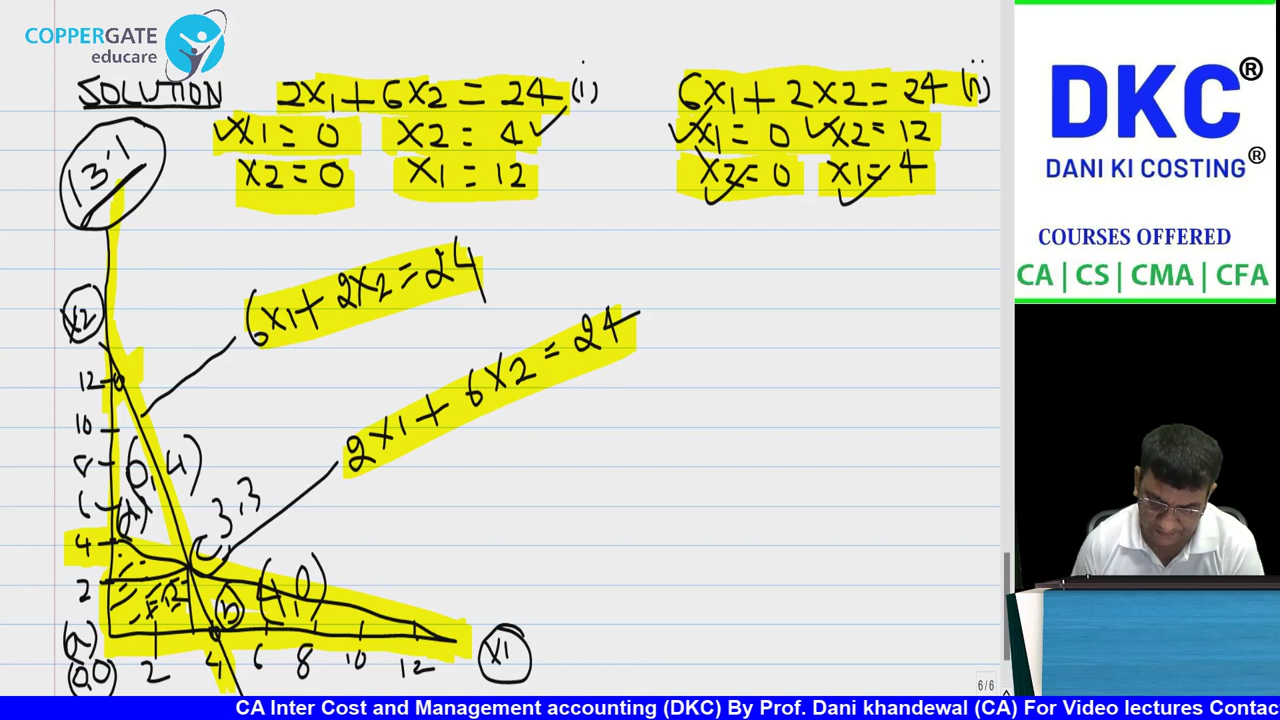 COPPERGATE
educare
SOLUTION
2X1 + 6X2 = 24 (i)
X1 = 0 X2 = 4
X2 = 0 X1 = 12
6X1 + 2X2 = 24 (ii)
X1 = 0 X2 = 12
X2 = 0 X1 = 4
13.1
X2
6X1 + 2X2 = 24
2X1 + 6X2 = 24
12
10
8
6
4
2
(0,4)
(d)
3,3
C
(b) (4,0)
(a)
(0,0)
2 4 6 8 10 12
X1
6/6
DKC®
DANI KI COSTING®
COURSES OFFERED
CA | CS | CMA | CFA
CA Inter Cost and Management accounting (DKC) By Prof. Dani khandewal (CA) For Video lectures Contac